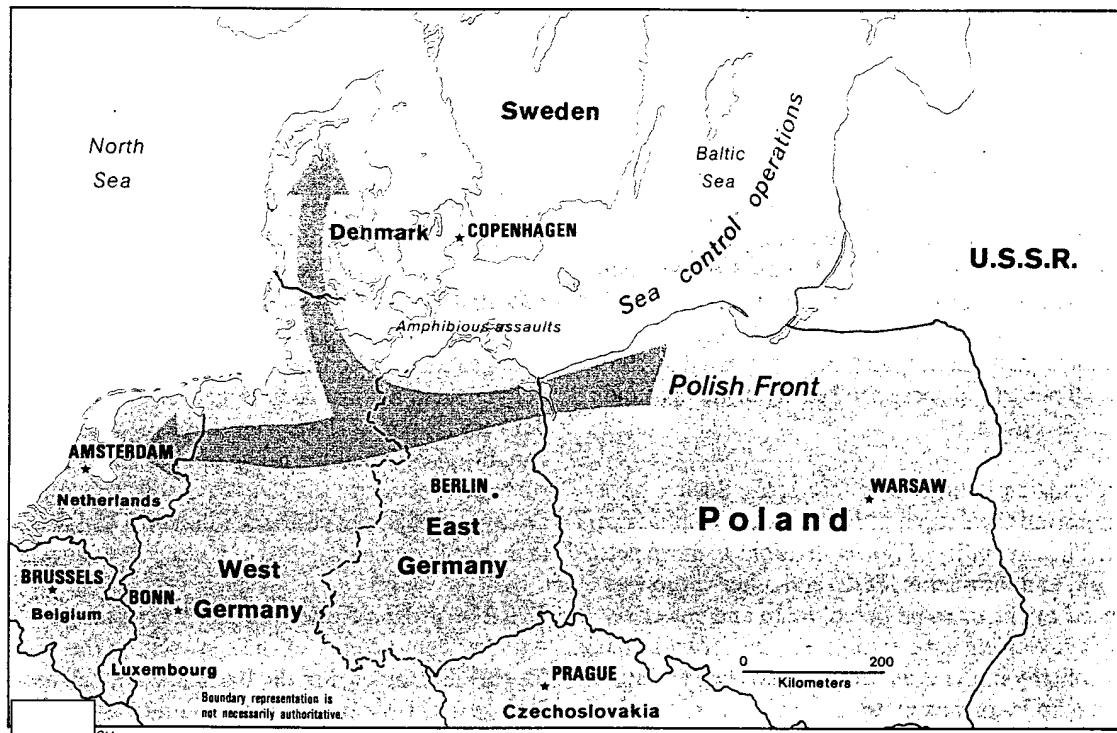 Sweden
North
Sea
Baltic
Sea
Sea control operations
Denmark
COPENHAGEN
U.S.S.R.
Amphibious assaults
Polish Front
AMSTERDAM
Netherlands
BERLIN
WARSAW
Poland
East
Germany
West
Germany
BRUSSELS
Belgium
BONN
Luxembourg
Boundary representation is
not necessarily authoritative.
PRAGUE
Czechoslovakia
0 200
Kilometers